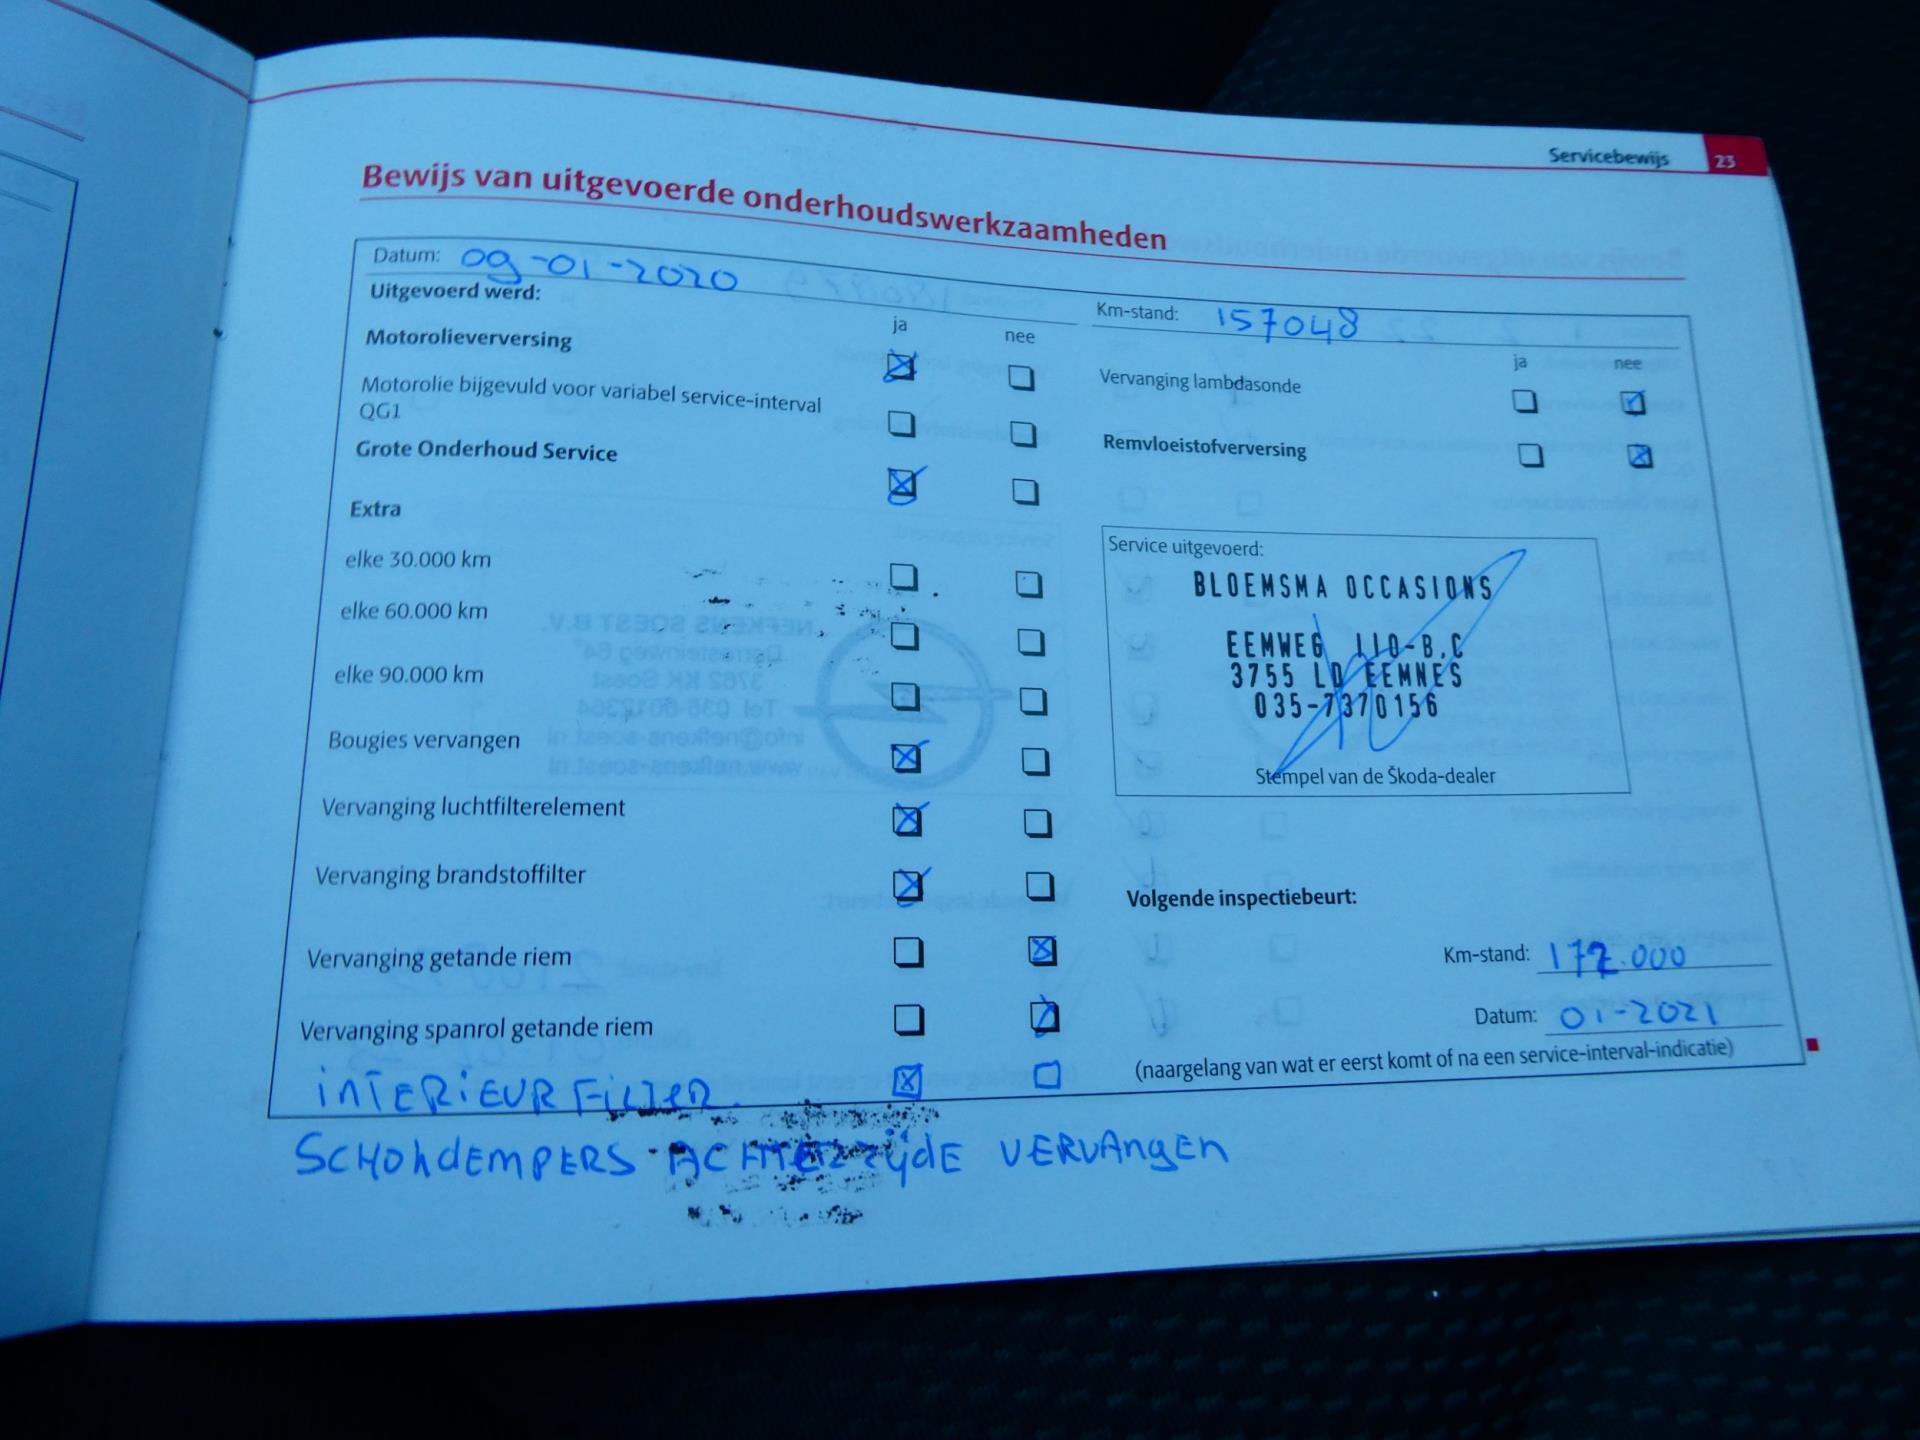 Servicebewijs 23
Bewijs van uitgevoerde onderhoudswerkzaamheden
Datum: 09-01-2020
Km-stand: 157048
Uitgevoerd werd:
ja nee
Motorolieverversing
Motorolie bijgevuld voor variabel service-interval
QG1
Grote Onderhoud Service
Extra
elke 30.000 km
elke 60.000 km
elke 90.000 km
Bougies vervangen
Vervanging luchtfilterelement
Vervanging brandstoffilter
Vervanging getande riem
Vervanging spanrol getande riem
INTERIEUR FILTER.
SCHOKDEMPERS ACHTERZIJDE VERVANGEN
ja nee
Vervanging lambdasonde
Remvloeistofverversing
Service uitgevoerd:
BLOEMSMA OCCASIONS
EEMWEG 110-B,C
3755 LD EEMNES
035-7370156
Stempel van de Škoda-dealer
Volgende inspectiebeurt:
Km-stand: 172.000
Datum: 01-2021
(naargelang van wat er eerst komt of na een service-interval-indicatie)